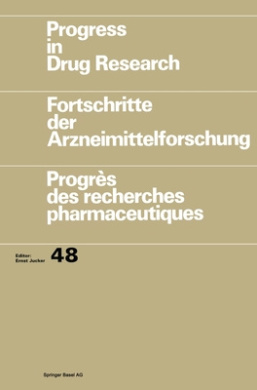 Progress
in
Drug Research
Fortschritte
der
Arzneimittelforschung
Progrès
des recherches
pharmaceutiques
Editor:
Ernst Jucker
48
Springer Basel AG